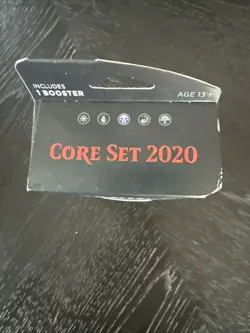 INCLUDES
1 BOOSTER
AGE 13+
CORE SET 2020